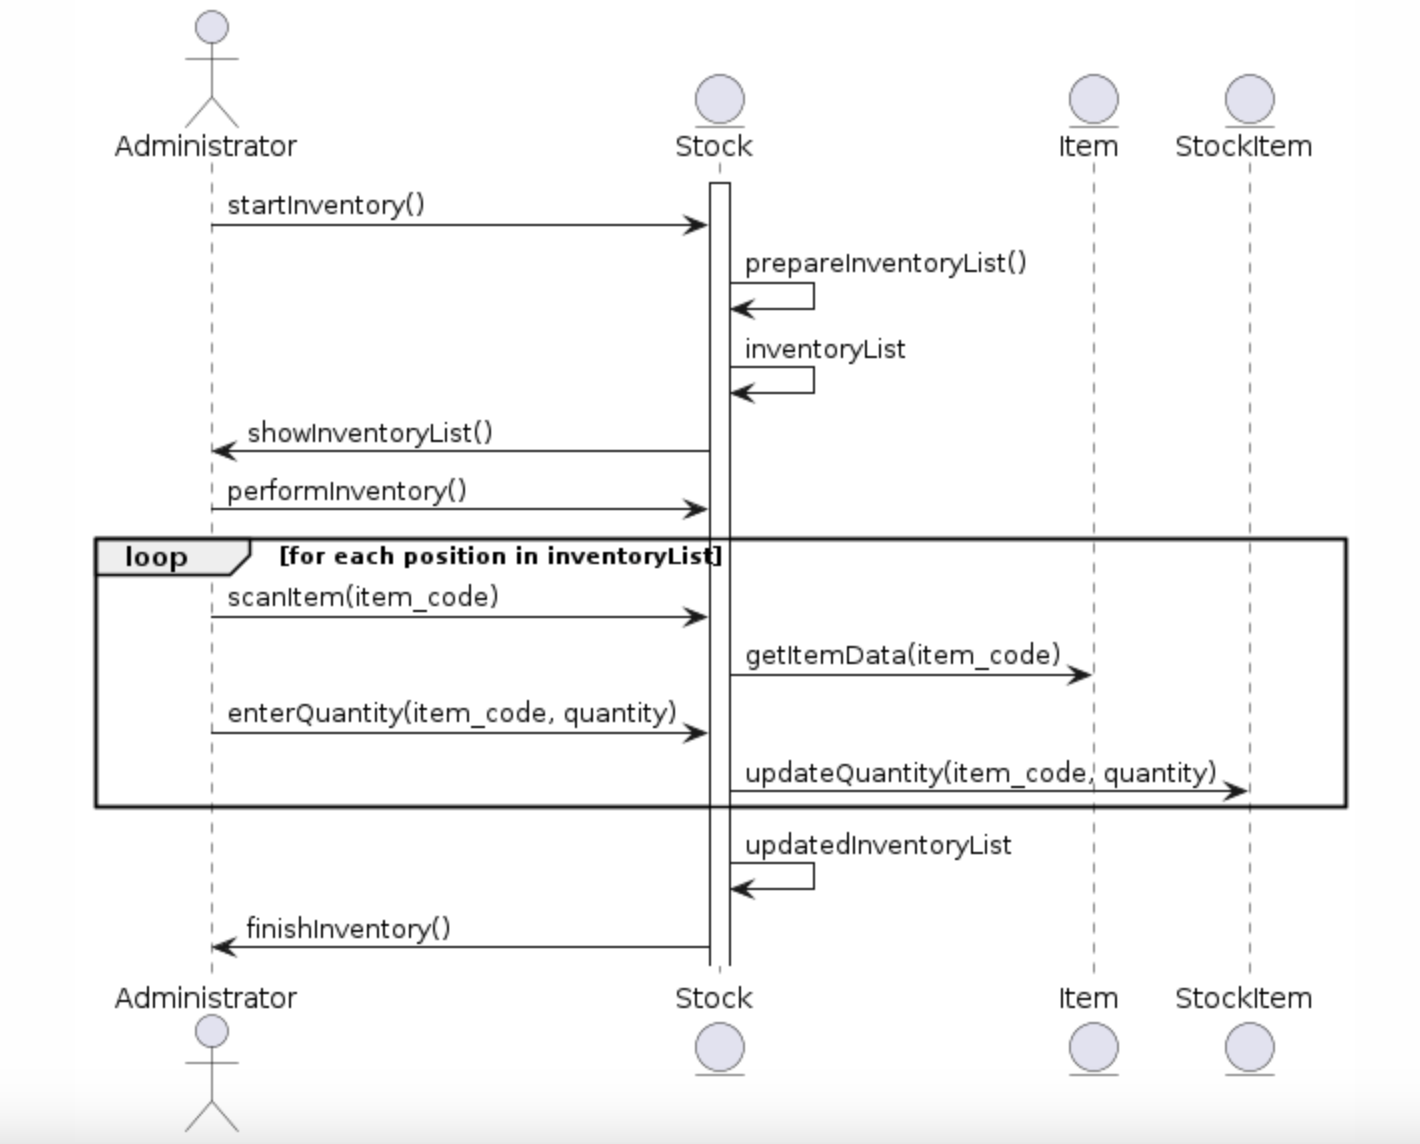 Administrator
Stock
Item
StockItem
startInventory()
prepareInventoryList()
inventoryList
showInventoryList()
performInventory()
loop
[for each position in inventoryList]
scanItem(item_code)
getItemData(item_code)
enterQuantity(item_code, quantity)
updateQuantity(item_code, quantity)
updatedInventoryList
finishInventory()
Administrator
Stock
Item
StockItem